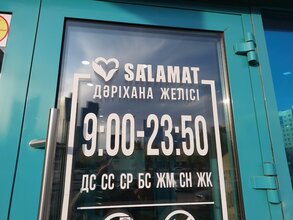 SALAMAT
ДӘРІХАНА ЖЕЛІСІ
9:00-23:50
ДС СС СР БС ЖМ СН ЖК